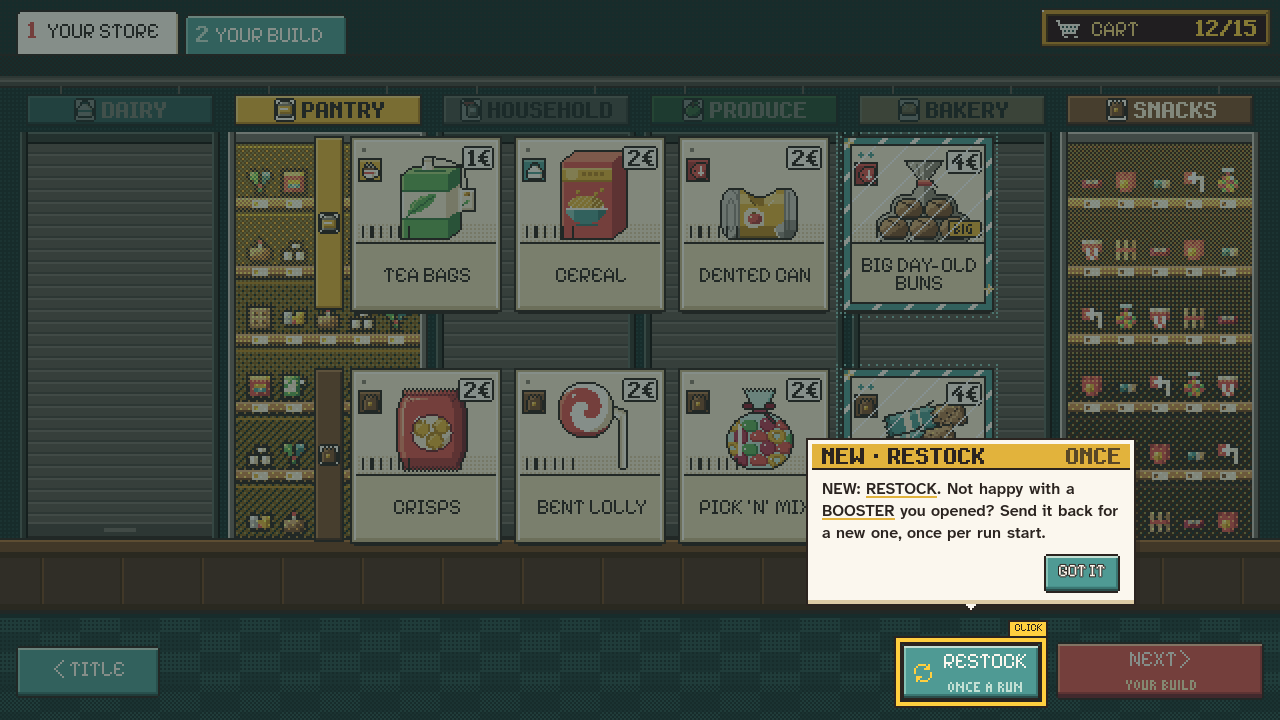 1 YOUR STORE
2 YOUR BUILD
CART 12/15
DAIRY
PANTRY
HOUSEHOLD
PRODUCE
BAKERY
SNACKS
1€
TEA BAGS
2€
CEREAL
2€
DENTED CAN
4€
BIG
BIG DAY-OLD
BUNS
2€
CRISPS
2€
BENT LOLLY
2€
PICK 'N' MIX
4€
NEW · RESTOCK ONCE
NEW: RESTOCK. Not happy with a
BOOSTER you opened? Send it back for
a new one, once per run start.
GOT IT
CLICK
< TITLE
RESTOCK
ONCE A RUN
NEXT >
YOUR BUILD